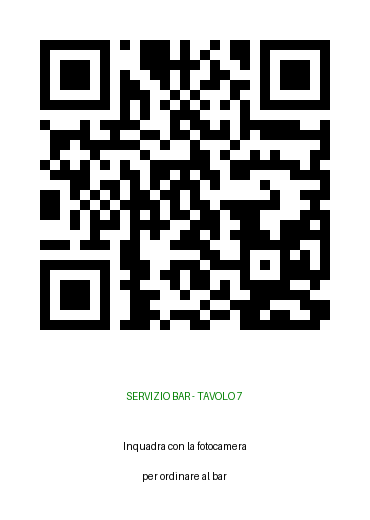 SERVIZIO BAR - TAVOLO 7
Inquadra con la fotocamera
per ordinare al bar